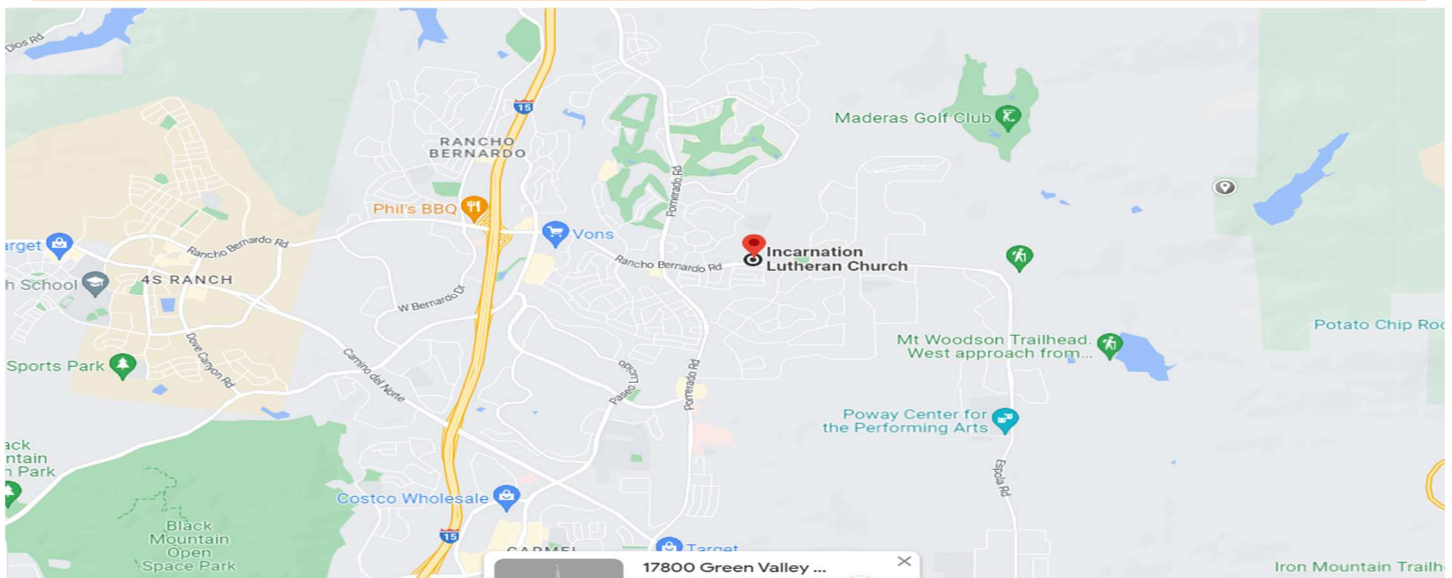 Dios Rd
15
RANCHO
BERNARDO
Maderas Golf Club
Pomerado Rd
Phil's BBQ
Vons
Rancho Bernardo Rd
arget
h School
4S RANCH
Rancho Bernardo Rd
Incarnation
Lutheran Church
W Bernardo Dr
Potato Chip Roc
Mt Woodson Trailhead.
West approach from...
Sports Park
Dove Canyon Rd
Camino del Norte
Paseo Lucido
Pomerado Rd
Poway Center for
the Performing Arts
ack
ntain
n Park
Espola Rd
Costco Wholesale
Black
Mountain
Open
Space Park
15
CARMEL
Target
17800 Green Valley ...
Iron Mountain Trailh